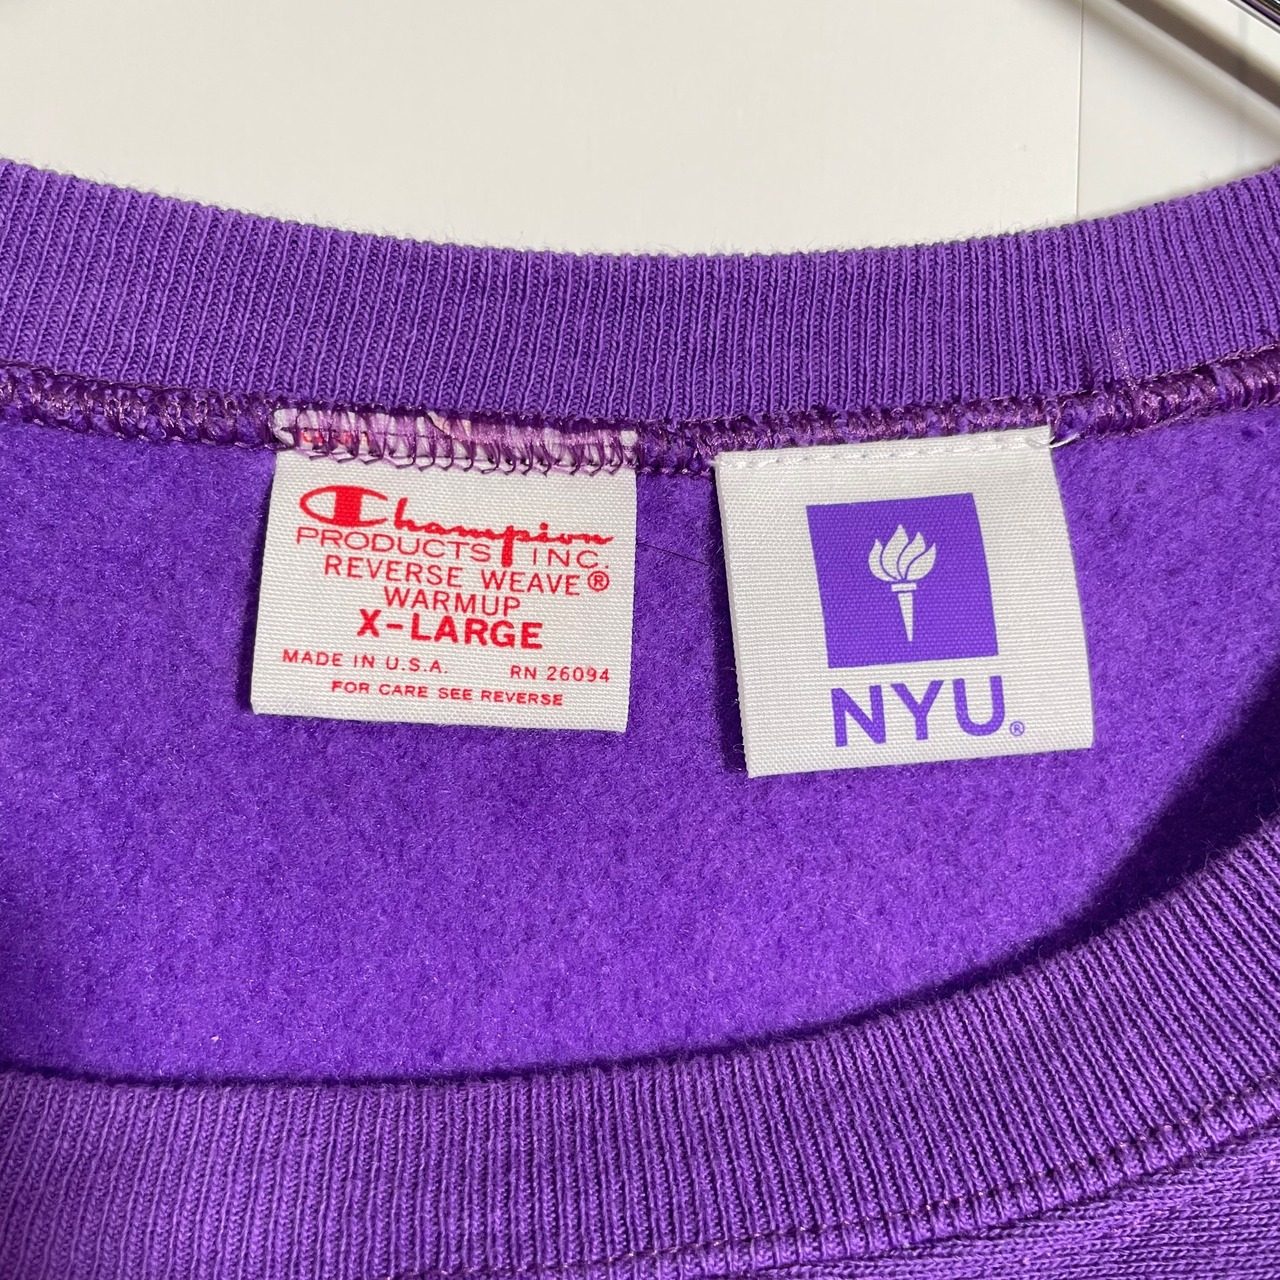 Champion
PRODUCTS INC.
REVERSE WEAVE®
WARMUP
X-LARGE
MADE IN U.S.A. RN 26094
FOR CARE SEE REVERSE
NYU®